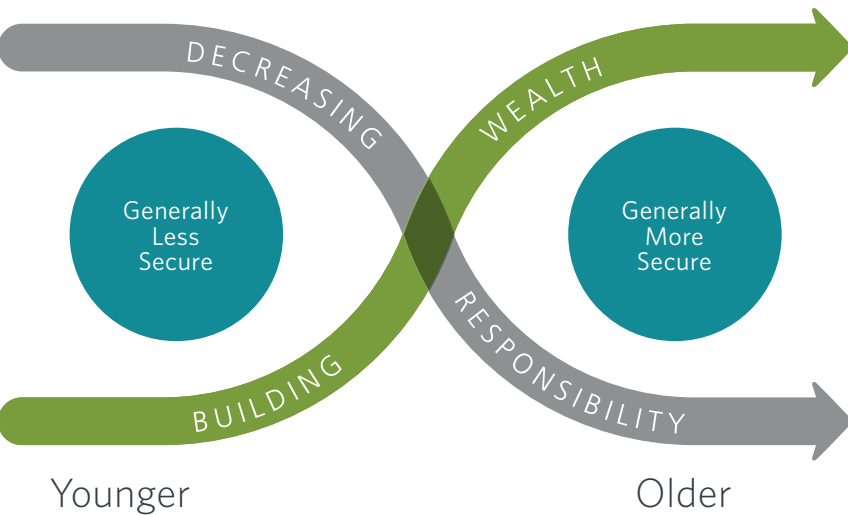 DECREASING
WEALTH
Generally
Less
Secure
Generally
More
Secure
BUILDING
RESPONSIBILITY
Younger
Older